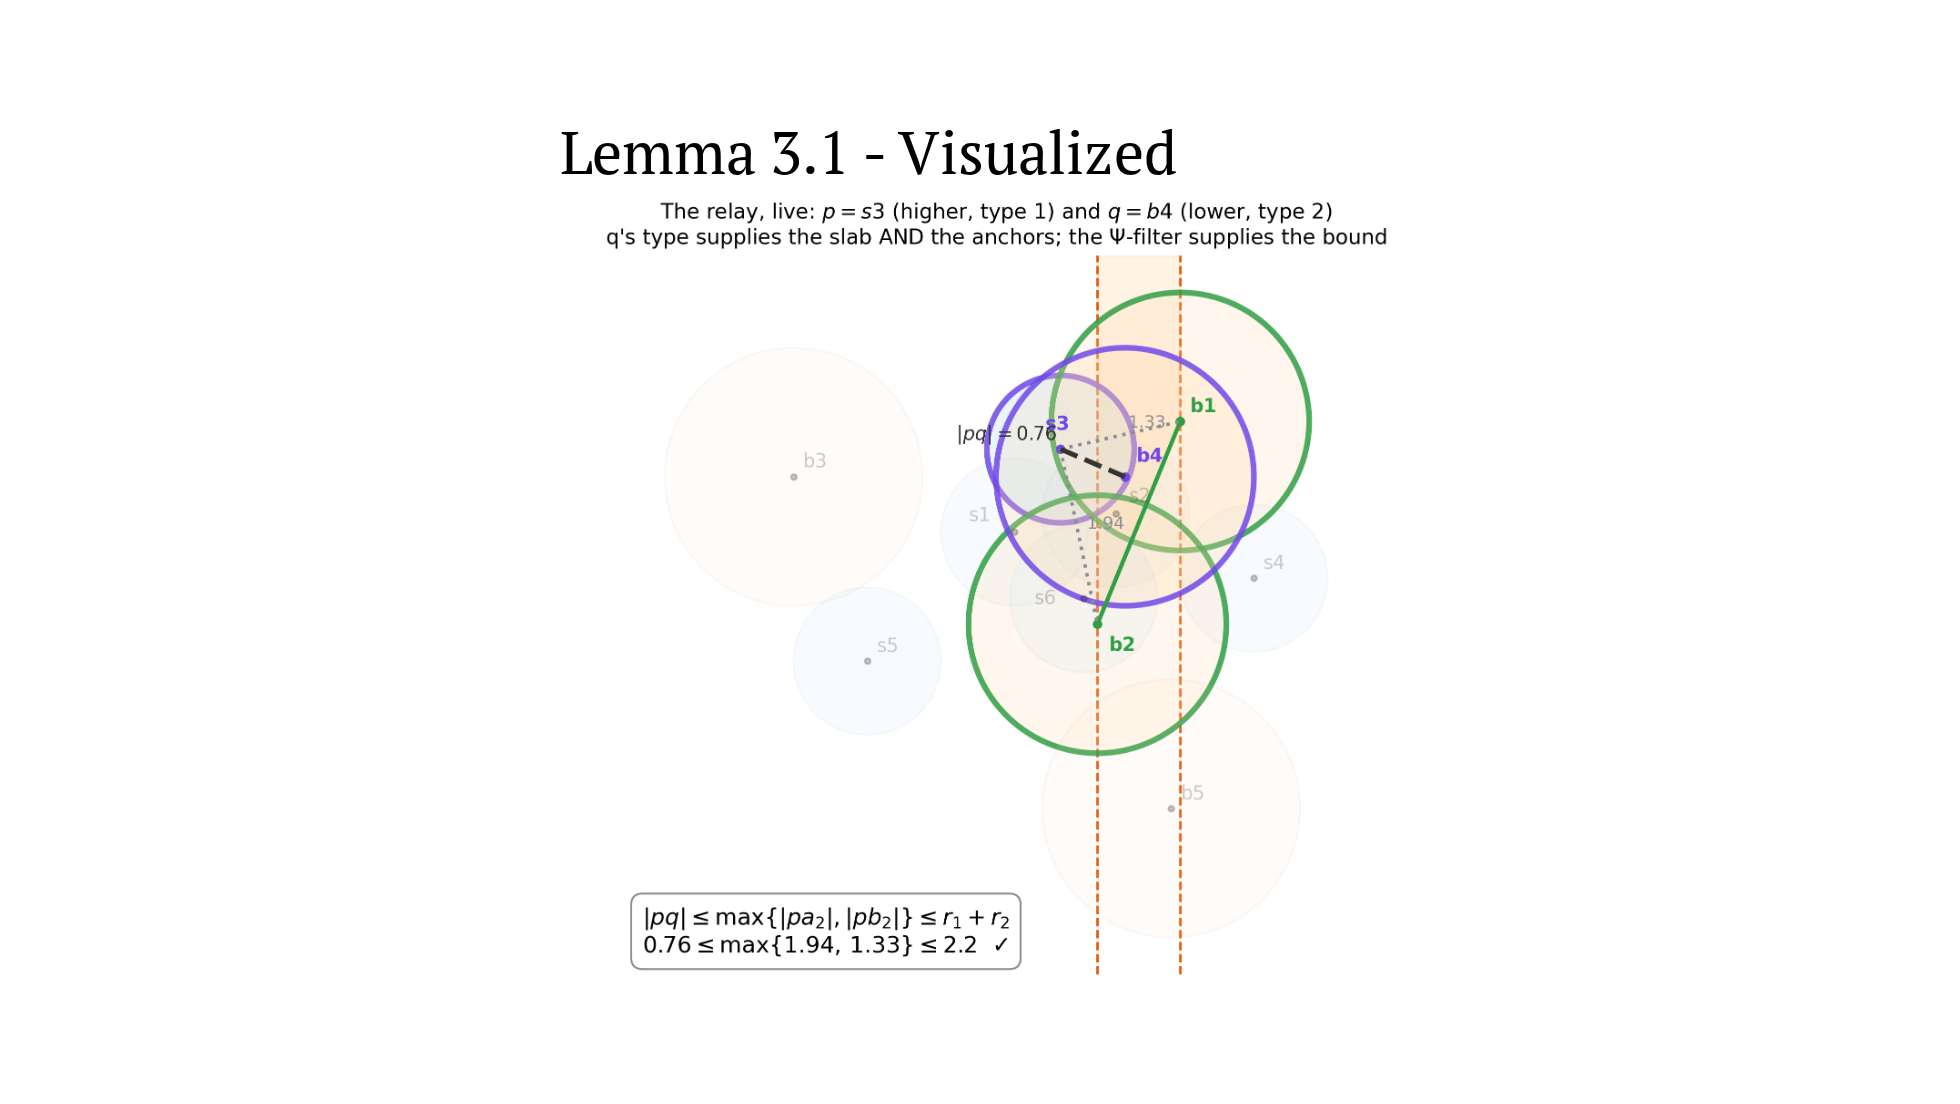 Lemma 3.1 - Visualized
The relay, live: p = s3 (higher, type 1) and q = b4 (lower, type 2)
q's type supplies the slab AND the anchors; the Ψ-filter supplies the bound
b1
1.33
s3
|pq| = 0.76
b4
b3
s2
s1
1.94
s4
s6
b2
s5
b5
|pq| ≤ max{|pa₂|, |pb₂|} ≤ r₁ + r₂
0.76 ≤ max{1.94, 1.33} ≤ 2.2 ✓